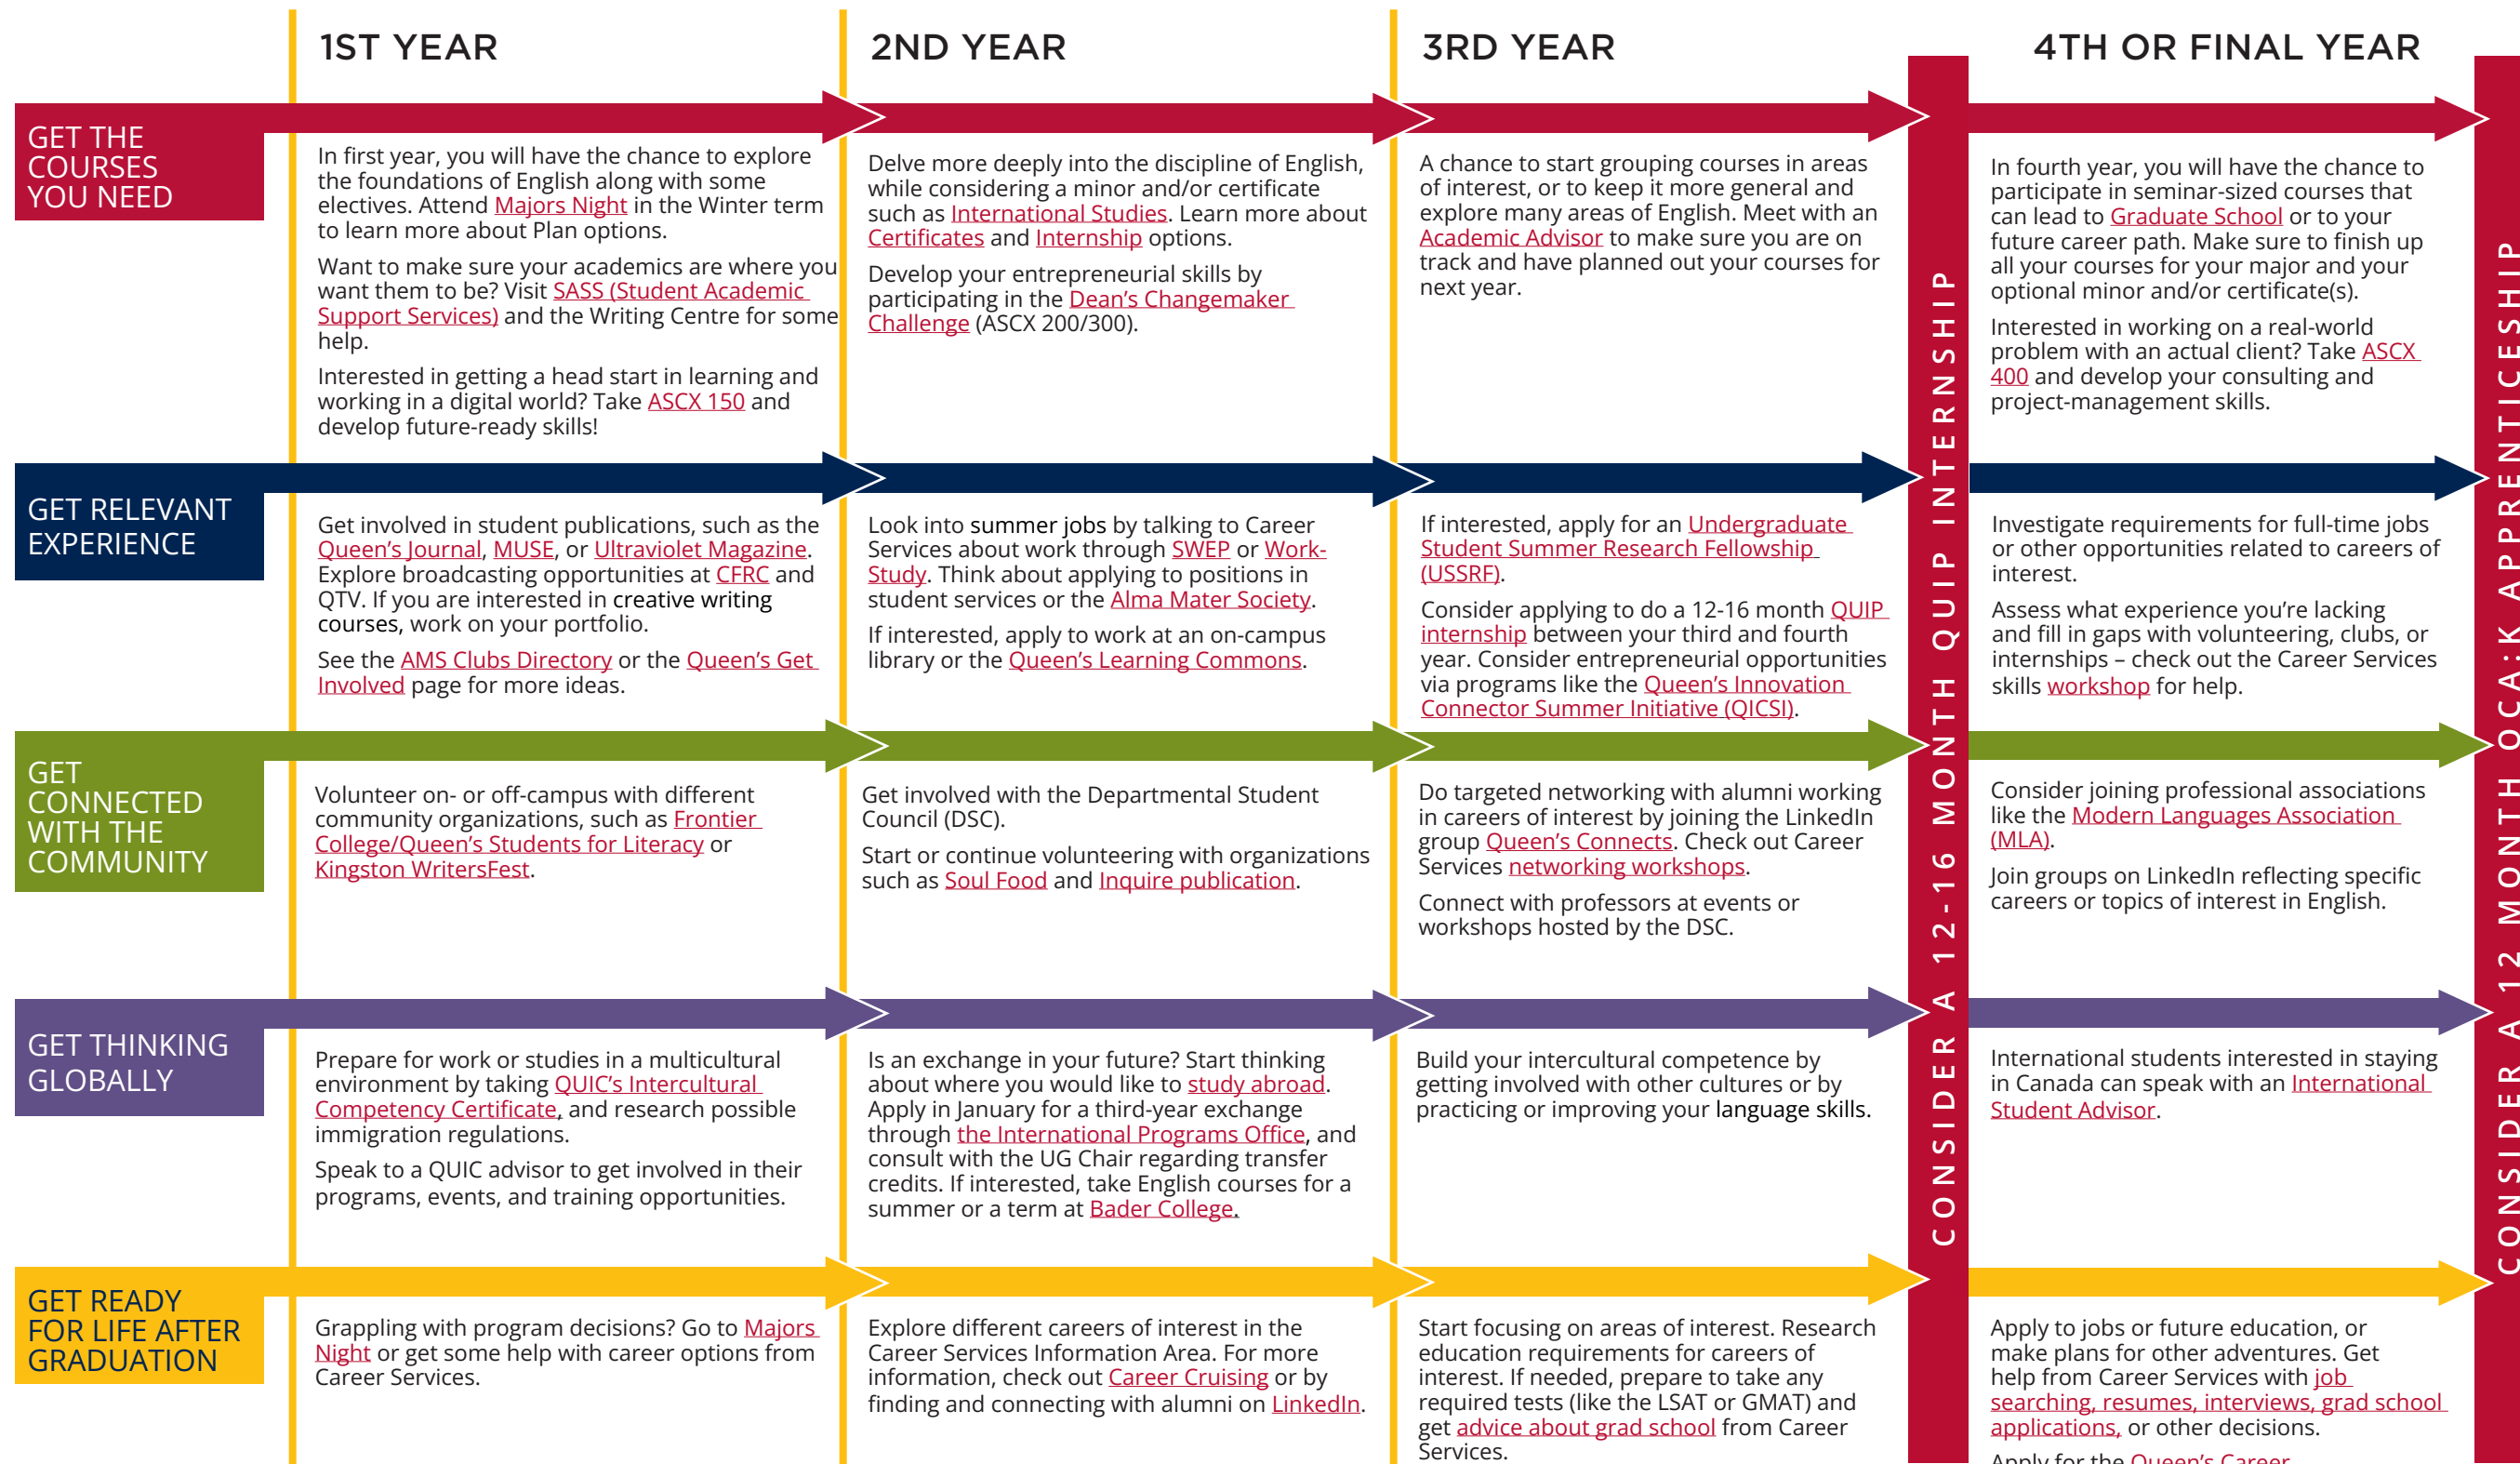 1ST YEAR
2ND YEAR
3RD YEAR
4TH OR FINAL YEAR
GET THE
COURSES
YOU NEED
In first year, you will have the chance to explore
the foundations of English along with some
electives. Attend Majors Night in the Winter term
to learn more about Plan options.
Want to make sure your academics are where you
want them to be? Visit SASS (Student Academic
Support Services) and the Writing Centre for some
help.
Interested in getting a head start in learning and
working in a digital world? Take ASCX 150 and
develop future-ready skills!
Delve more deeply into the discipline of English,
while considering a minor and/or certificate
such as International Studies. Learn more about
Certificates and Internship options.
Develop your entrepreneurial skills by
participating in the Dean’s Changemaker
Challenge (ASCX 200/300).
A chance to start grouping courses in areas
of interest, or to keep it more general and
explore many areas of English. Meet with an
Academic Advisor to make sure you are on
track and have planned out your courses for
next year.
In fourth year, you will have the chance to
participate in seminar-sized courses that
can lead to Graduate School or to your
future career path. Make sure to finish up
all your courses for your major and your
optional minor and/or certificate(s).
Interested in working on a real-world
problem with an actual client? Take ASCX
400 and develop your consulting and
project-management skills.
GET RELEVANT
EXPERIENCE
Get involved in student publications, such as the
Queen’s Journal, MUSE, or Ultraviolet Magazine.
Explore broadcasting opportunities at CFRC and
QTV. If you are interested in creative writing
courses, work on your portfolio.
See the AMS Clubs Directory or the Queen’s Get
Involved page for more ideas.
Look into summer jobs by talking to Career
Services about work through SWEP or Work-
Study. Think about applying to positions in
student services or the Alma Mater Society.
If interested, apply to work at an on-campus
library or the Queen’s Learning Commons.
If interested, apply for an Undergraduate
Student Summer Research Fellowship
(USSRF).
Consider applying to do a 12-16 month QUIP
internship between your third and fourth
year. Consider entrepreneurial opportunities
via programs like the Queen’s Innovation
Connector Summer Initiative (QICSI).
Investigate requirements for full-time jobs
or other opportunities related to careers of
interest.
Assess what experience you’re lacking
and fill in gaps with volunteering, clubs, or
internships – check out the Career Services
skills workshop for help.
GET
CONNECTED
WITH THE
COMMUNITY
Volunteer on- or off-campus with different
community organizations, such as Frontier
College/Queen’s Students for Literacy or
Kingston WritersFest.
Get involved with the Departmental Student
Council (DSC).
Start or continue volunteering with organizations
such as Soul Food and Inquire publication.
Do targeted networking with alumni working
in careers of interest by joining the LinkedIn
group Queen’s Connects. Check out Career
Services networking workshops.
Connect with professors at events or
workshops hosted by the DSC.
Consider joining professional associations
like the Modern Languages Association
(MLA).
Join groups on LinkedIn reflecting specific
careers or topics of interest in English.
GET THINKING
GLOBALLY
Prepare for work or studies in a multicultural
environment by taking QUIC’s Intercultural
Competency Certificate, and research possible
immigration regulations.
Speak to a QUIC advisor to get involved in their
programs, events, and training opportunities.
Is an exchange in your future? Start thinking
about where you would like to study abroad.
Apply in January for a third-year exchange
through the International Programs Office, and
consult with the UG Chair regarding transfer
credits. If interested, take English courses for a
summer or a term at Bader College.
Build your intercultural competence by
getting involved with other cultures or by
practicing or improving your language skills.
International students interested in staying
in Canada can speak with an International
Student Advisor.
GET READY
FOR LIFE AFTER
GRADUATION
Grappling with program decisions? Go to Majors
Night or get some help with career options from
Career Services.
Explore different careers of interest in the
Career Services Information Area. For more
information, check out Career Cruising or by
finding and connecting with alumni on LinkedIn.
Start focusing on areas of interest. Research
education requirements for careers of
interest. If needed, prepare to take any
required tests (like the LSAT or GMAT) and
get advice about grad school from Career
Services.
Apply to jobs or future education, or
make plans for other adventures. Get
help from Career Services with job
searching, resumes, interviews, grad school
applications, or other decisions.
Apply for the Queen’s Career
CONSIDER A 12-16 MONTH QUIP INTERNSHIP
CONSIDER A 12 MONTH QCA:K APPRENTICESHIP